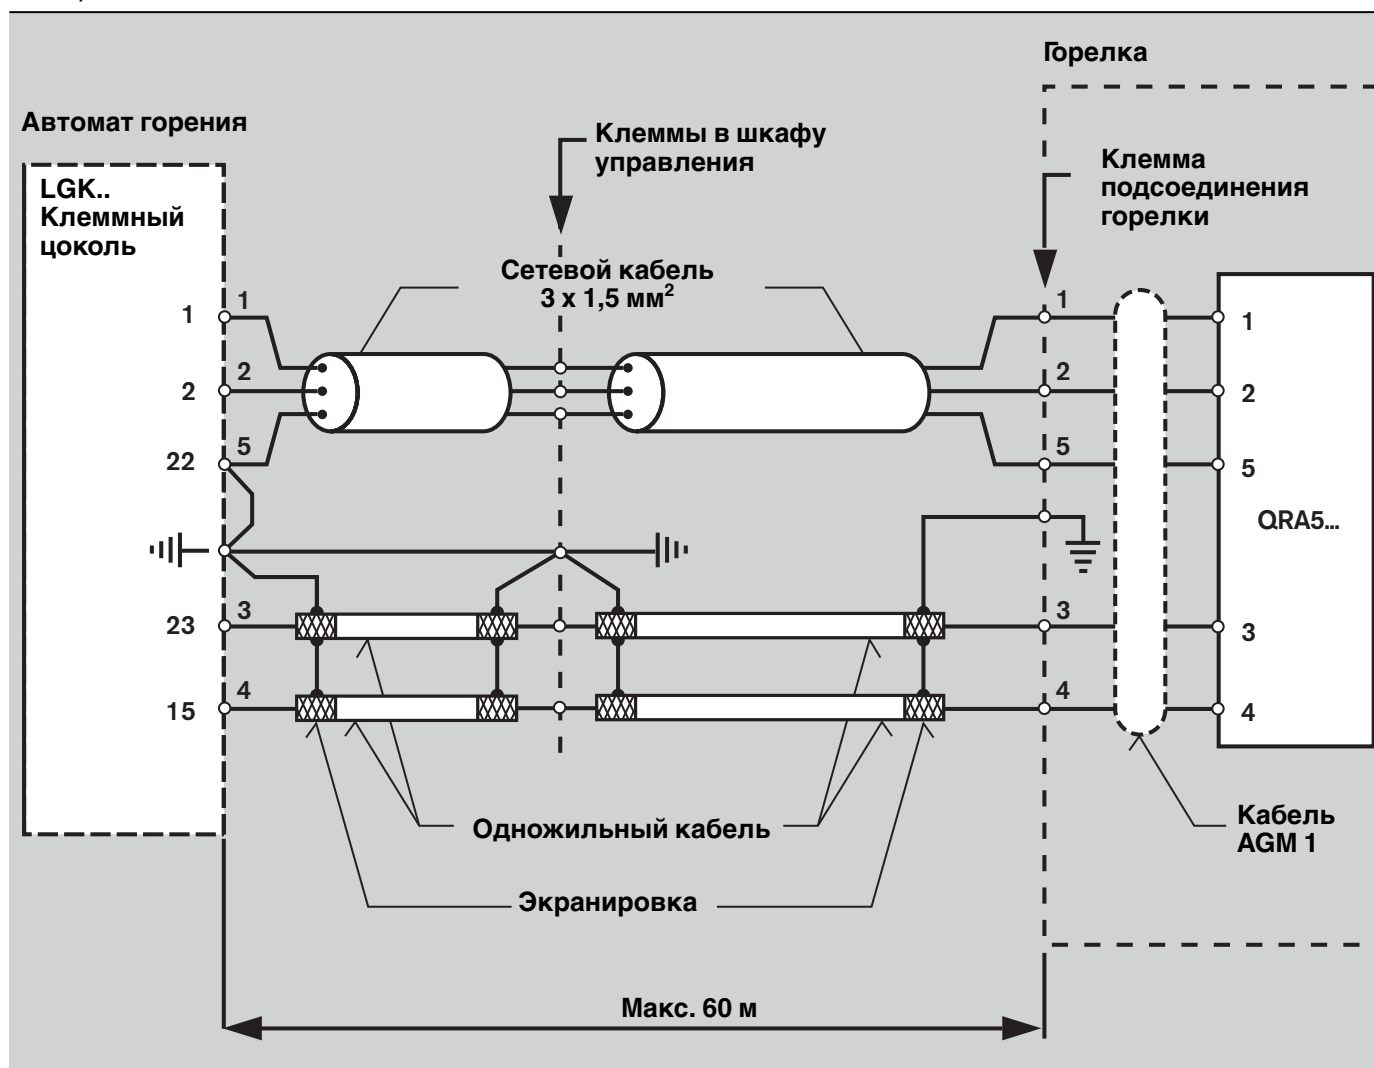 Горелка
Автомат горения
Клеммы в шкафу
управления
Клемма
подсоединения
горелки
LGK..
Клеммный
цоколь
Сетевой кабель
3 x 1,5 мм²
1
1
1
1
2
2
2
2
22
5
5
5
QRA5...
23
3
3
3
15
4
4
4
Одножильный кабель
Кабель
AGM 1
Экранировка
Макс. 60 м